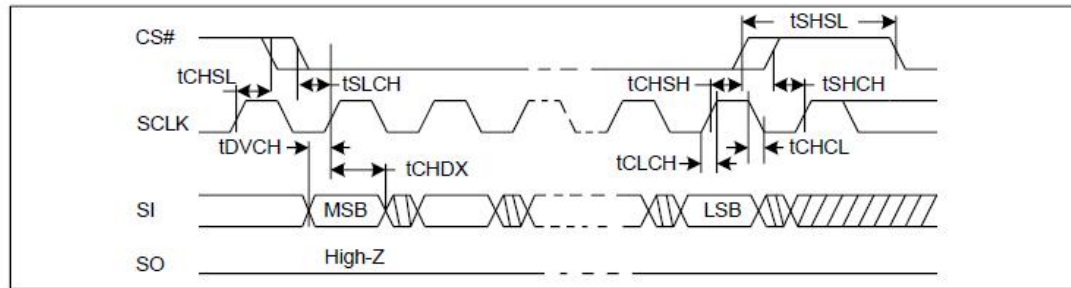 tSHSL
CS#
tCHSL
tSLCH
tCHSH
tSHCH
SCLK
tDVCH
tCHDX
tCLCH
tCHCL
SI
MSB
LSB
High-Z
SO